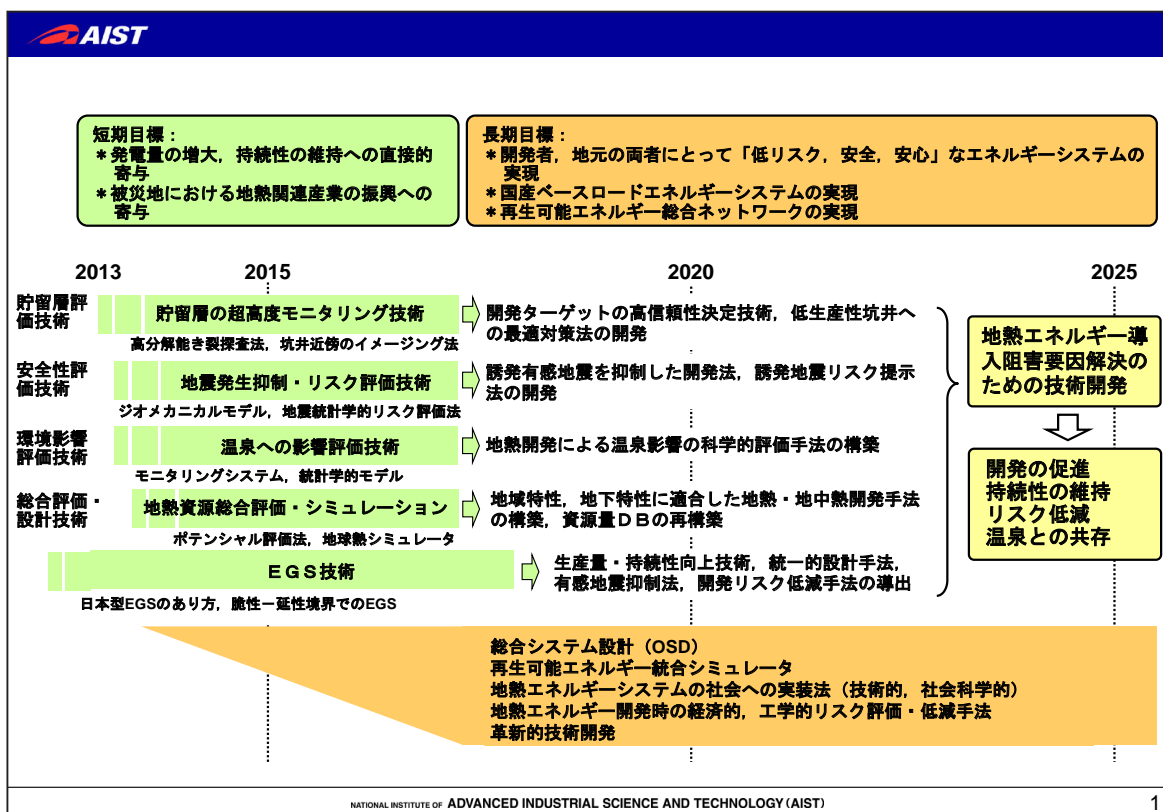 AIST
短期目標：
＊発電量の増大，持続性の維持への直接的
寄与
＊被災地における地熱関連産業の振興への
寄与
長期目標：
＊開発者，地元の両者にとって「低リスク，安全，安心」なエネルギーシステムの
実現
＊国産ベースロードエネルギーシステムの実現
＊再生可能エネルギー総合ネットワークの実現
2013
2015
2020
2025
貯留層評
価技術
貯留層の超高度モニタリング技術
高分解能き裂探査法，坑井近傍のイメージング法
開発ターゲットの高信頼性決定技術，低生産性坑井へ
の最適対策法の開発
安全性評
価技術
地震発生抑制・リスク評価技術
ジオメカニカルモデル，地震統計学的リスク評価法
誘発有感地震を抑制した開発法，誘発地震リスク提示
法の開発
環境影響
評価技術
温泉への影響評価技術
モニタリングシステム，統計学的モデル
地熱開発による温泉影響の科学的評価手法の構築
総合評価・
設計技術
地熱資源総合評価・シミュレーション
ポテンシャル評価法，地球熱シミュレータ
地域特性，地下特性に適合した地熱・地中熱開発手法
の構築，資源量ＤＢの再構築
ＥＧＳ技術
日本型EGSのあり方，脆性－延性境界でのEGS
生産量・持続性向上技術，統一的設計手法，
有感地震抑制法，開発リスク低減手法の導出
地熱エネルギー導
入阻害要因解決の
ための技術開発
開発の促進
持続性の維持
リスク低減
温泉との共存
総合システム設計（OSD）
再生可能エネルギー統合シミュレータ
地熱エネルギーシステムの社会への実装法（技術的，社会科学的）
地熱エネルギー開発時の経済的，工学的リスク評価・低減手法
革新的技術開発
NATIONAL INSTITUTE OF ADVANCED INDUSTRIAL SCIENCE AND TECHNOLOGY (AIST)
1